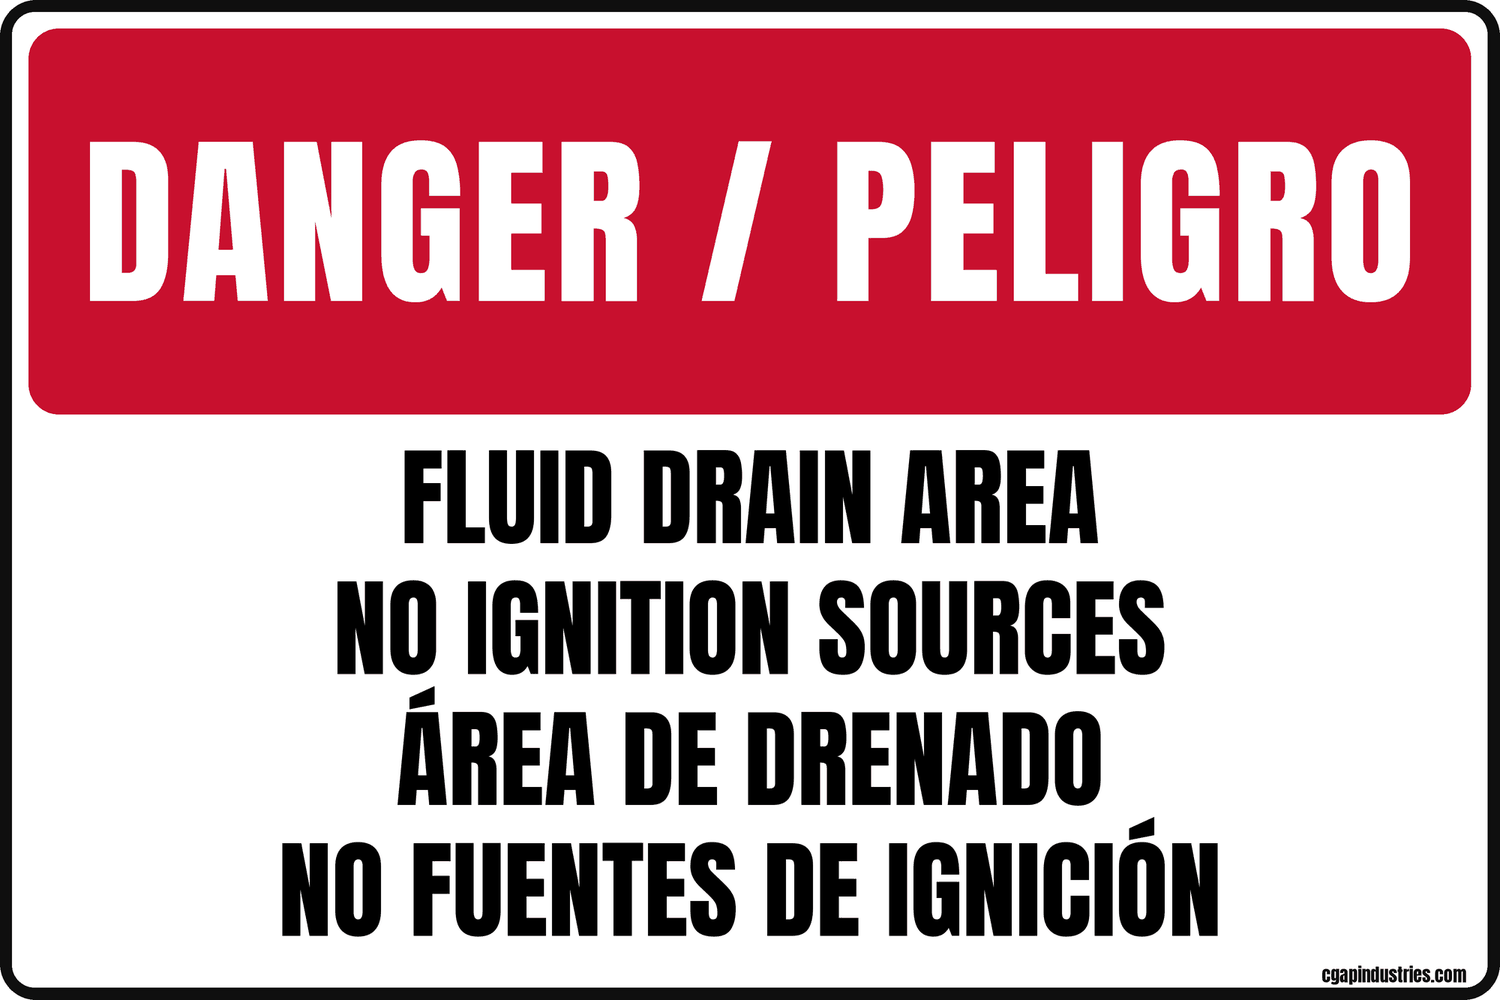 DANGER / PELIGRO
FLUID DRAIN AREA
NO IGNITION SOURCES
ÁREA DE DRENADO
NO FUENTES DE IGNICIÓN
cgapindustries.com